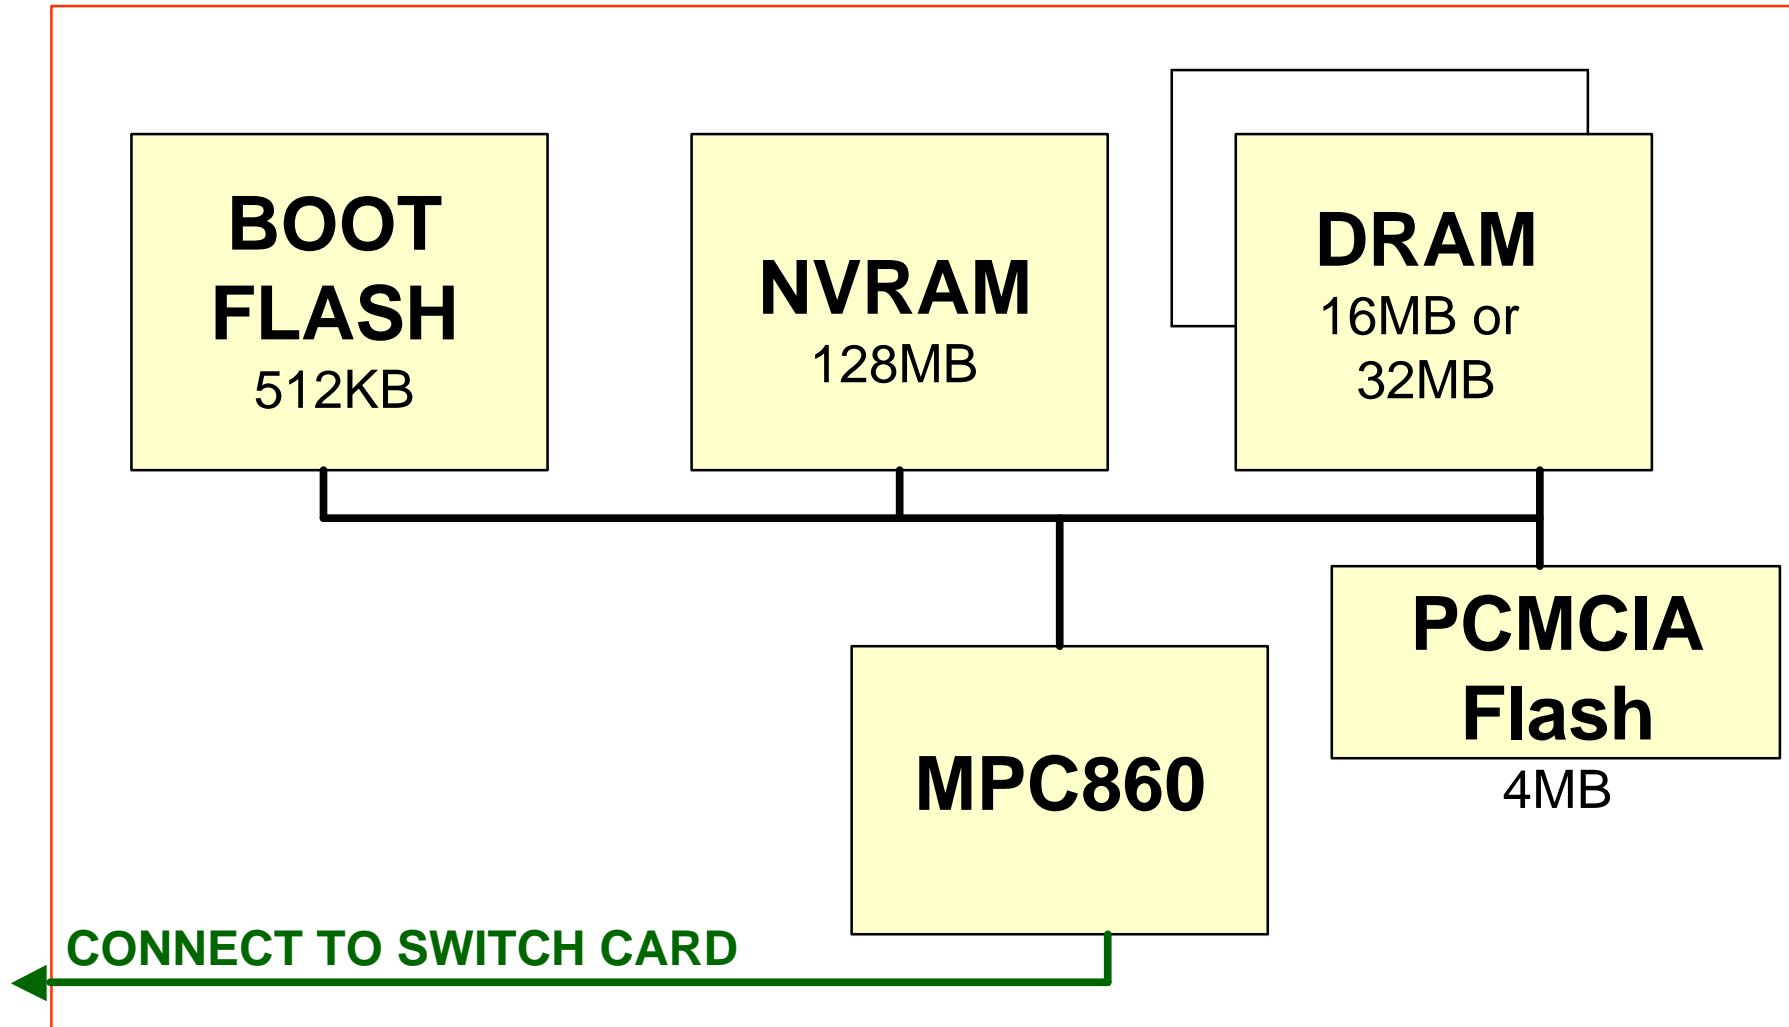 BOOT
FLASH
512KB
NVRAM
128MB
DRAM
16MB or
32MB
PCMCIA
Flash
4MB
MPC860
CONNECT TO SWITCH CARD